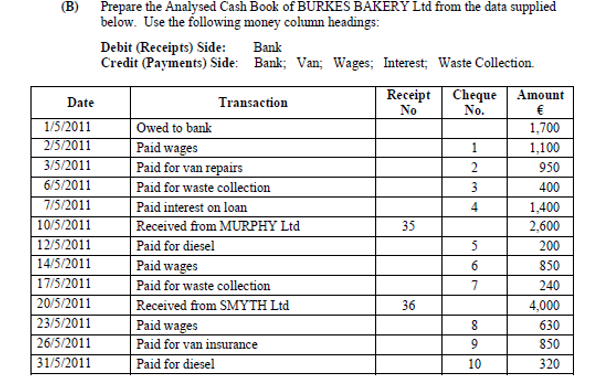 (B) Prepare the Analysed Cash Book of BURKES BAKERY Ltd from the data supplied
below. Use the following money column headings:
Debit (Receipts) Side: Bank
Credit (Payments) Side: Bank; Van; Wages; Interest; Waste Collection.
Date Transaction Receipt No Cheque No. Amount €
1/5/2011 Owed to bank 1,700
2/5/2011 Paid wages 1 1,100
3/5/2011 Paid for van repairs 2 950
6/5/2011 Paid for waste collection 3 400
7/5/2011 Paid interest on loan 4 1,400
10/5/2011 Received from MURPHY Ltd 35 2,600
12/5/2011 Paid for diesel 5 200
14/5/2011 Paid wages 6 850
17/5/2011 Paid for waste collection 7 240
20/5/2011 Received from SMYTH Ltd 36 4,000
23/5/2011 Paid wages 8 630
26/5/2011 Paid for van insurance 9 850
31/5/2011 Paid for diesel 10 320